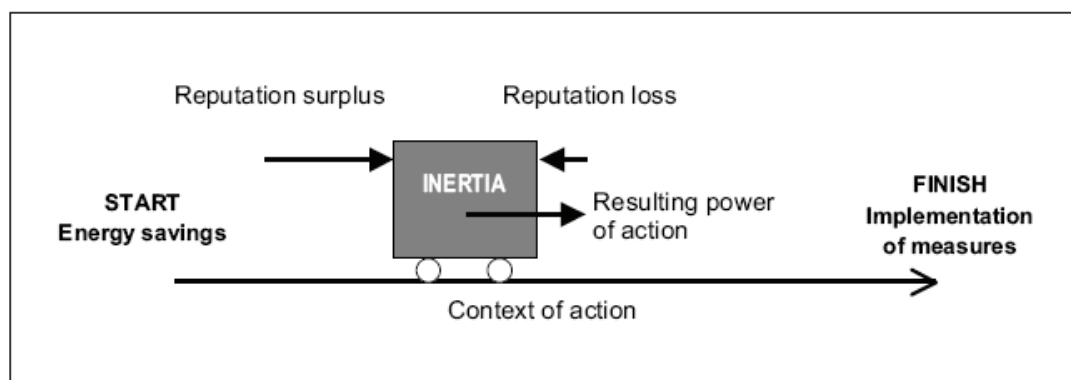 Reputation surplus
Reputation loss
INERTIA
START
Energy savings
Resulting power
of action
FINISH
Implementation
of measures
Context of action